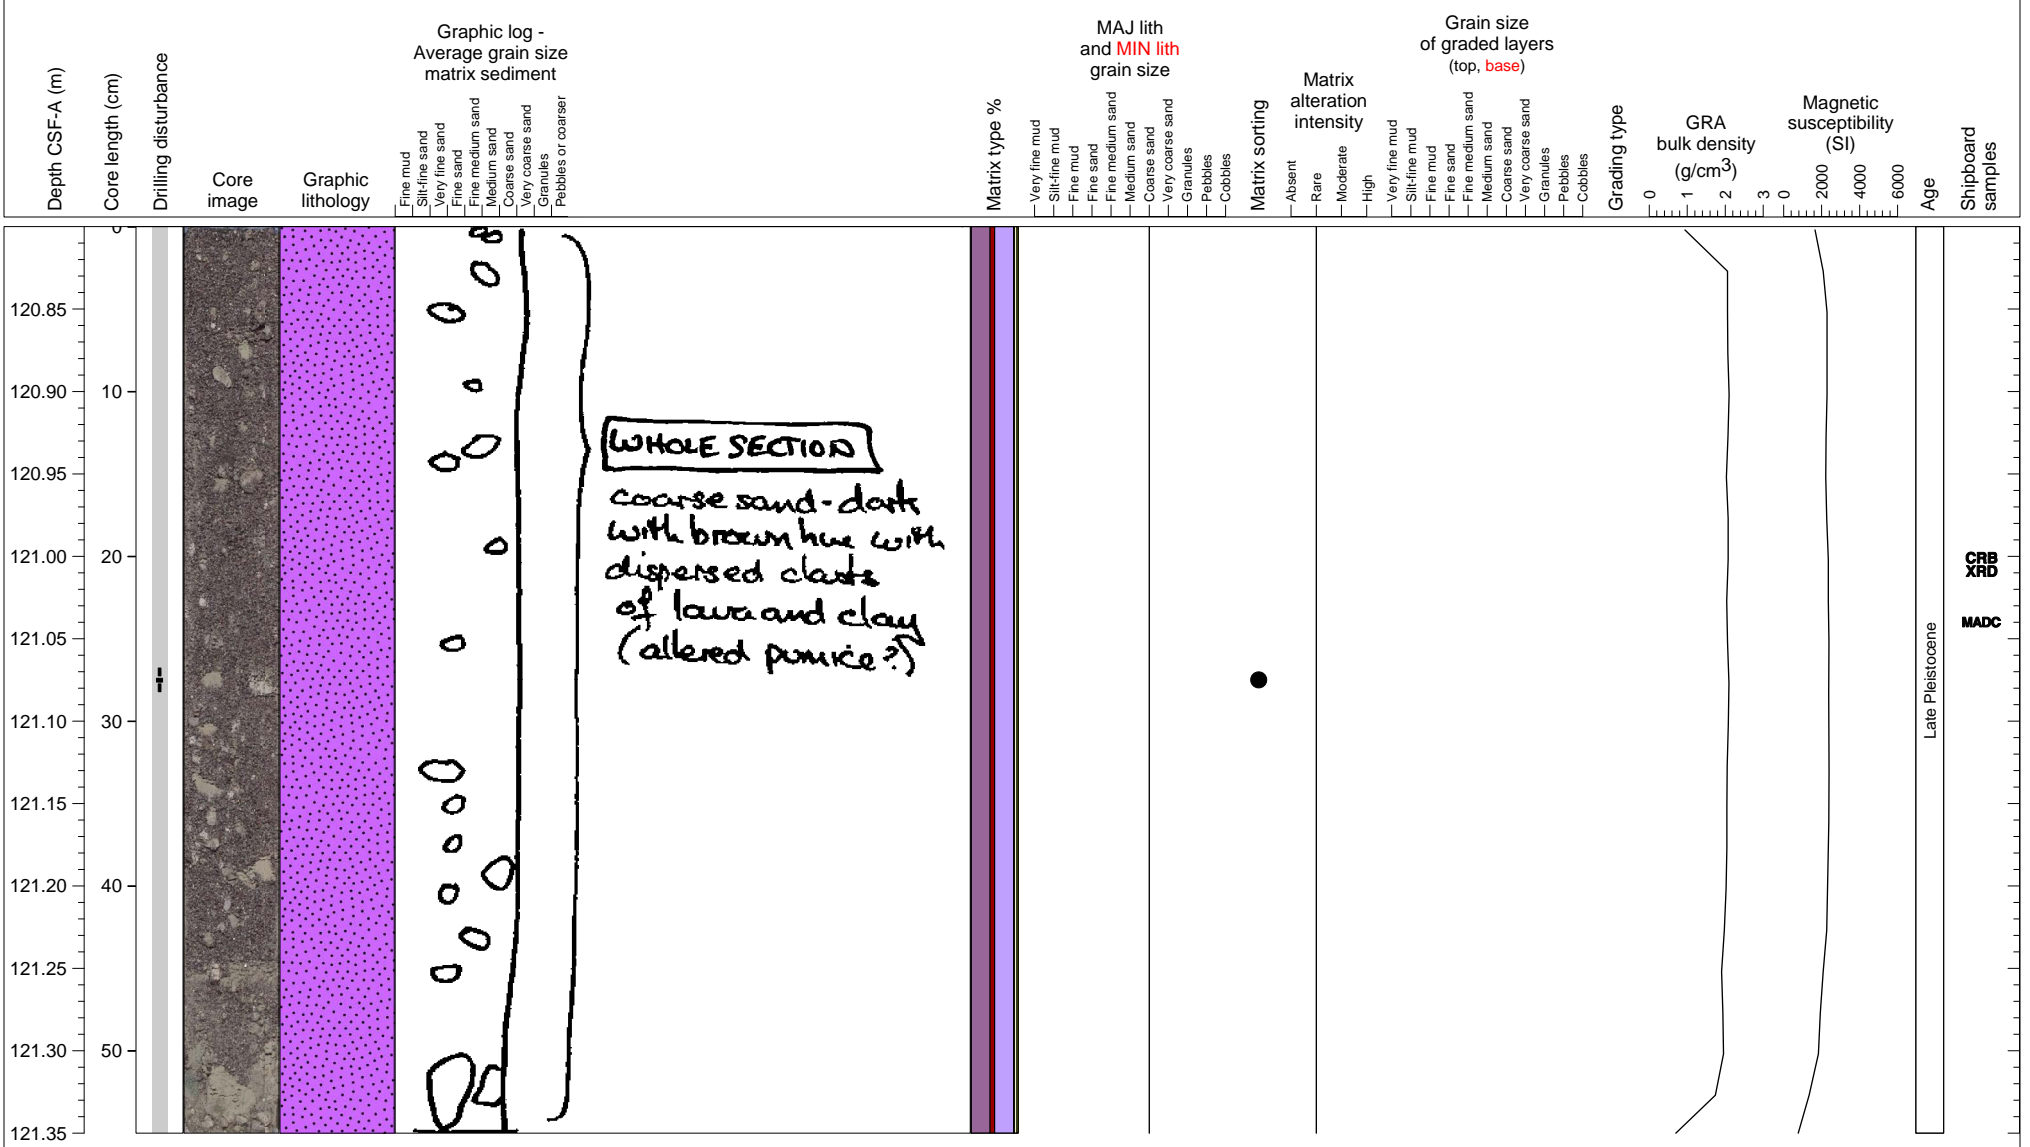 Depth CSF-A (m)
Core length (cm)
Drilling disturbance
Core
image
Graphic
lithology
Graphic log -
Average grain size
matrix sediment
Fine mud
Silt-fine sand
Very fine sand
Fine sand
Fine medium sand
Medium sand
Coarse sand
Very coarse sand
Granules
Pebbles or coarser
Matrix type %
MAJ lith
and MIN lith
grain size
Very fine mud
Silt-fine mud
Fine mud
Fine sand
Fine medium sand
Medium sand
Coarse sand
Very coarse sand
Granules
Pebbles
Cobbles
Matrix sorting
Matrix
alteration
intensity
Absent
Rare
Moderate
High
Grain size
of graded layers
(top, base)
Very fine mud
Silt-fine mud
Fine mud
Fine sand
Fine medium sand
Medium sand
Coarse sand
Very coarse sand
Granules
Pebbles
Cobbles
Grading type
GRA
bulk density
(g/cm3)
0 1 2 3
Magnetic
susceptibility
(SI)
0 2000 4000 6000
Age
Shipboard
samples
120.85
120.90
120.95
121.00
121.05
121.10
121.15
121.20
121.25
121.30
121.35
0
10
20
30
40
50
WHOLE SECTION
coarse sand-dark
with brown hue with
dispersed clasts
of lava and clay
(altered pumice?)
Late Pleistocene
CRB
XRD
MADC